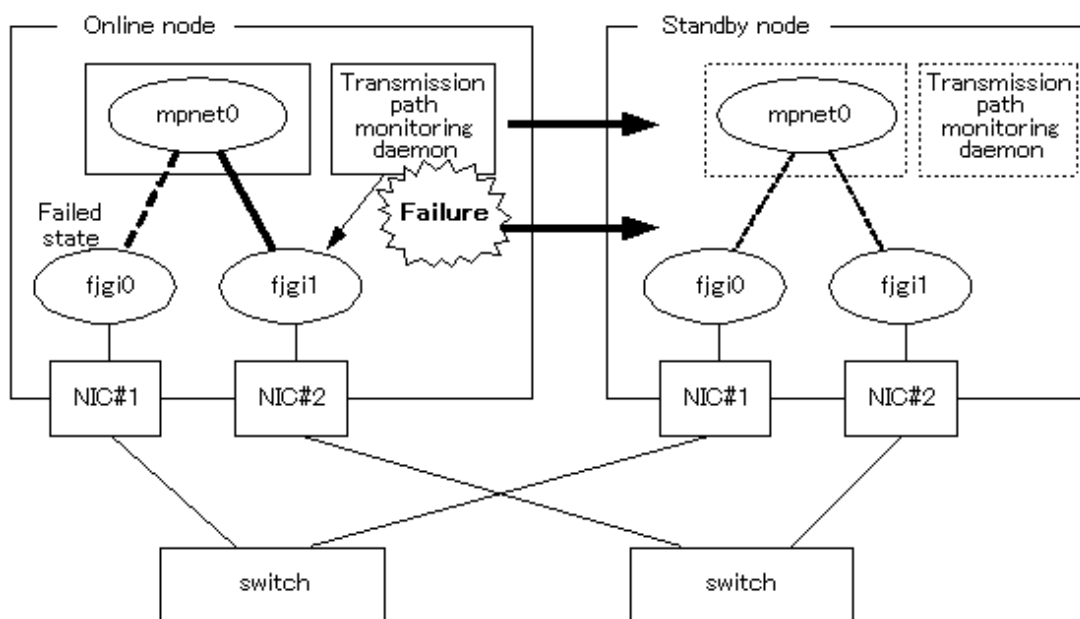 Online node
Standby node
mpnet0
Transmission
path
monitoring
daemon
mpnet0
Transmission
path
monitoring
daemon
Failure
Failed
state
fjgi0
fjgi1
fjgi0
fjgi1
NIC#1
NIC#2
NIC#1
NIC#2
switch
switch